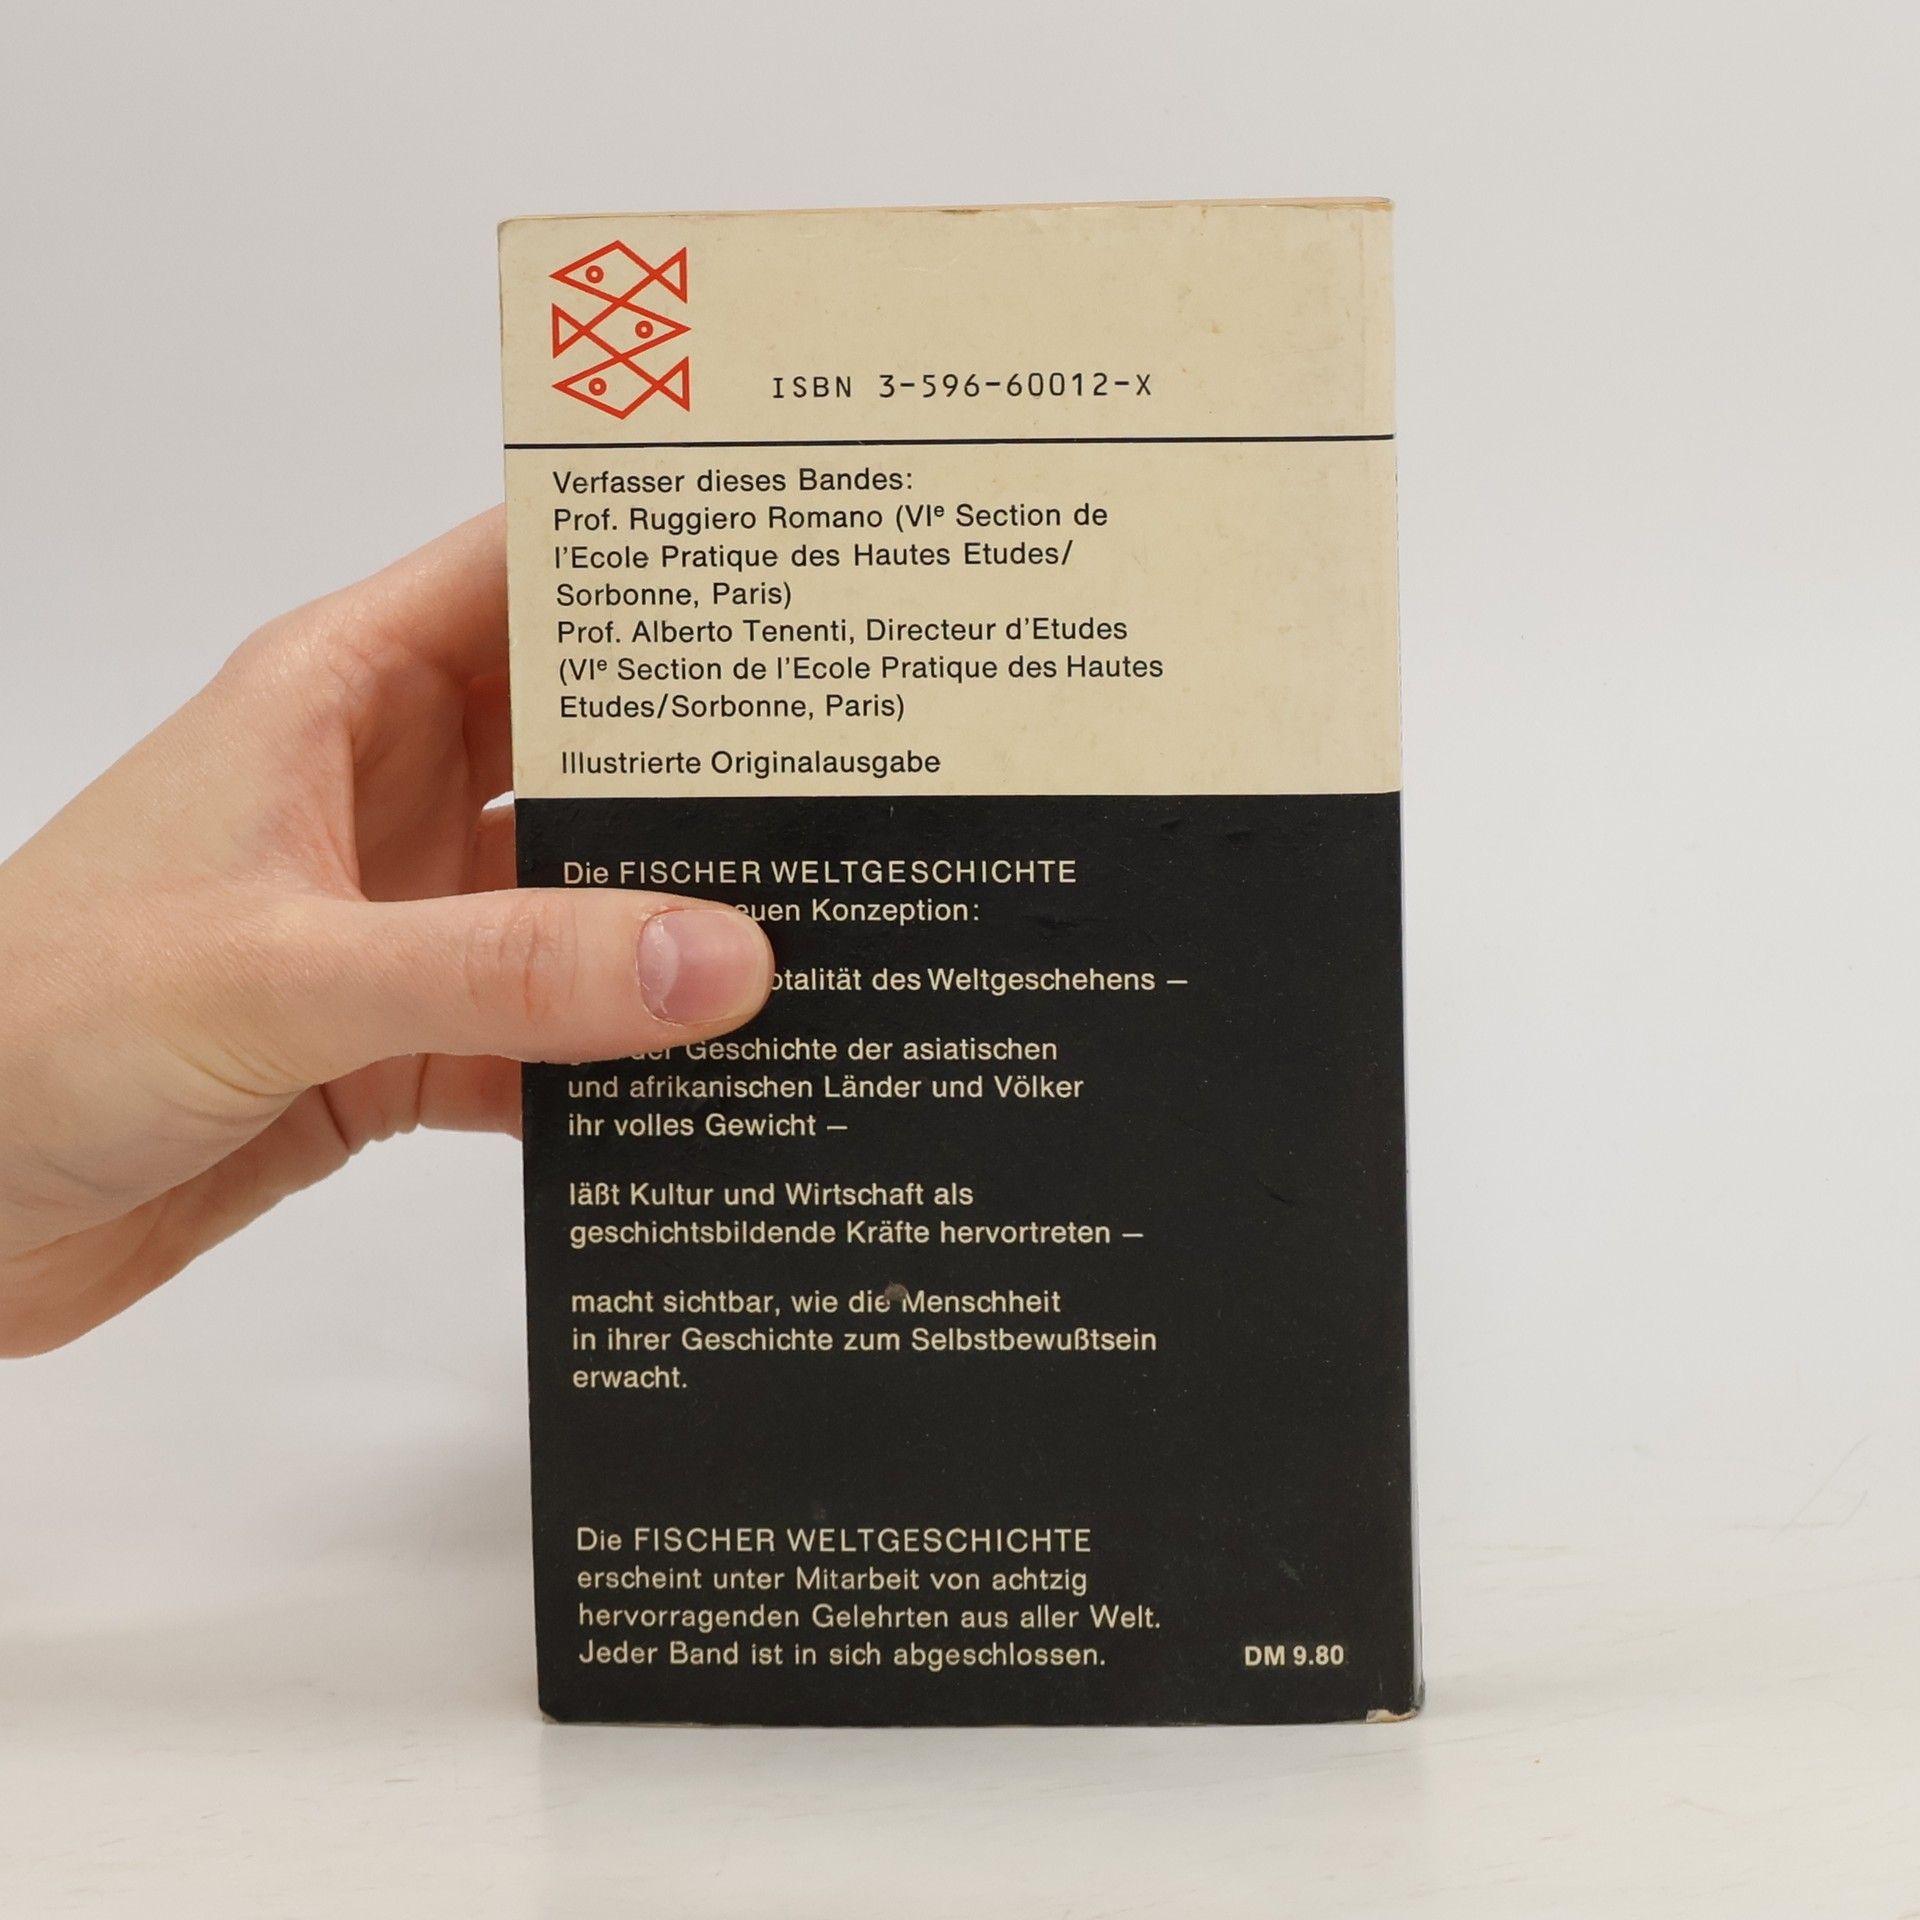 ISBN 3-596-60012-X
Verfasser dieses Bandes:
Prof. Ruggiero Romano (VIᵉ Section de
l'Ecole Pratique des Hautes Etudes/
Sorbonne, Paris)
Prof. Alberto Tenenti, Directeur d'Etudes
(VIᵉ Section de l'Ecole Pratique des Hautes
Etudes/Sorbonne, Paris)
Illustrierte Originalausgabe
Die FISCHER WELTGESCHICHTE
Konzeption:
des Weltgeschehens –
Geschichte der asiatischen
und afrikanischen Länder und Völker
ihr volles Gewicht –
läßt Kultur und Wirtschaft als
geschichtsbildende Kräfte hervortreten –
macht sichtbar, wie die Menschheit
in ihrer Geschichte zum Selbstbewußtsein
erwacht.
Die FISCHER WELTGESCHICHTE
erscheint unter Mitarbeit von achtzig
hervorragenden Gelehrten aus aller Welt.
Jeder Band ist in sich abgeschlossen. DM 9.80